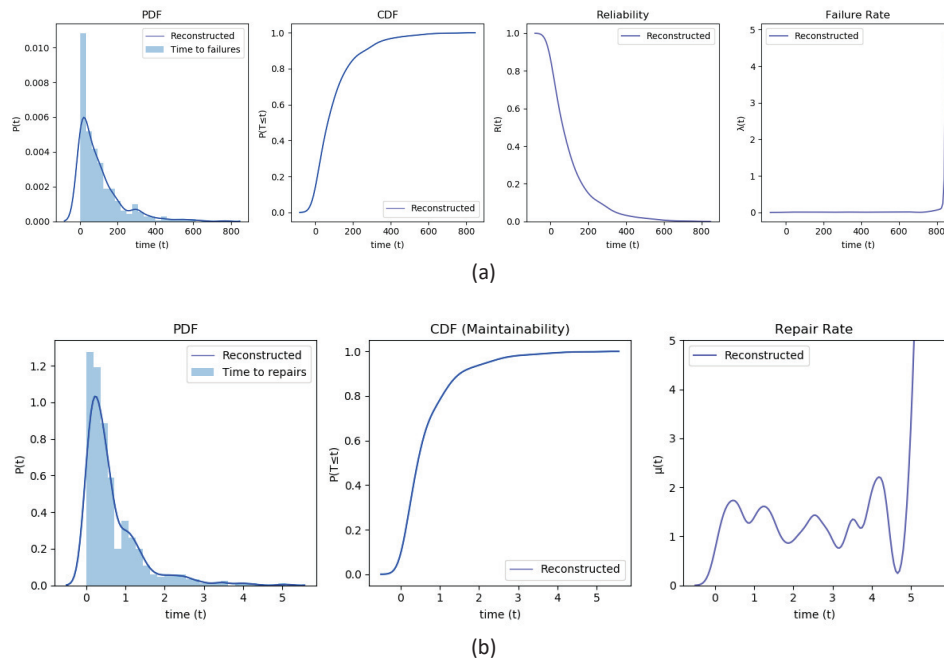 PDF
CDF
Reliability
Failure Rate
Reconstructed
Time to failures
Reconstructed
Reconstructed
Reconstructed
P(t)
0.010
0.008
0.006
0.004
0.002
0.000
0 200 400 600 800
time (t)
P(T≤t)
1.0
0.8
0.6
0.4
0.2
0.0
0 200 400 600 800
time (t)
R(t)
1.0
0.8
0.6
0.4
0.2
0.0
0 200 400 600 800
time (t)
λ(t)
5
4
3
2
1
0
0 200 400 600 800
time (t)
(a)
PDF
CDF (Maintainability)
Repair Rate
Reconstructed
Time to repairs
Reconstructed
Reconstructed
P(t)
1.2
1.0
0.8
0.6
0.4
0.2
0.0
0 1 2 3 4 5
time (t)
P(T≤t)
1.0
0.8
0.6
0.4
0.2
0.0
0 1 2 3 4 5
time (t)
μ(t)
5
4
3
2
1
0
0 1 2 3 4 5
time (t)
(b)